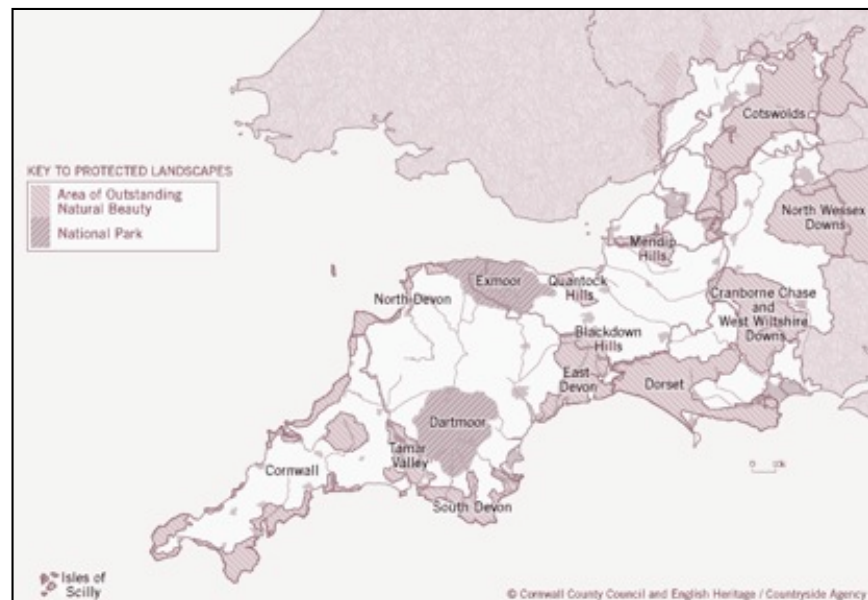 KEY TO PROTECTED LANDSCAPES
Area of Outstanding
Natural Beauty
National Park
Cotswolds
North Wessex
Downs
Mendip
Hills
Exmoor
Quantock
Hills
North Devon
Cranborne Chase
and
West Wiltshire
Downs
Blackdown
Hills
East
Devon
Dorset
Dartmoor
Tamar
Valley
Cornwall
South Devon
Isles of
Scilly
© Cornwall County Council and English Heritage / Countryside Agency